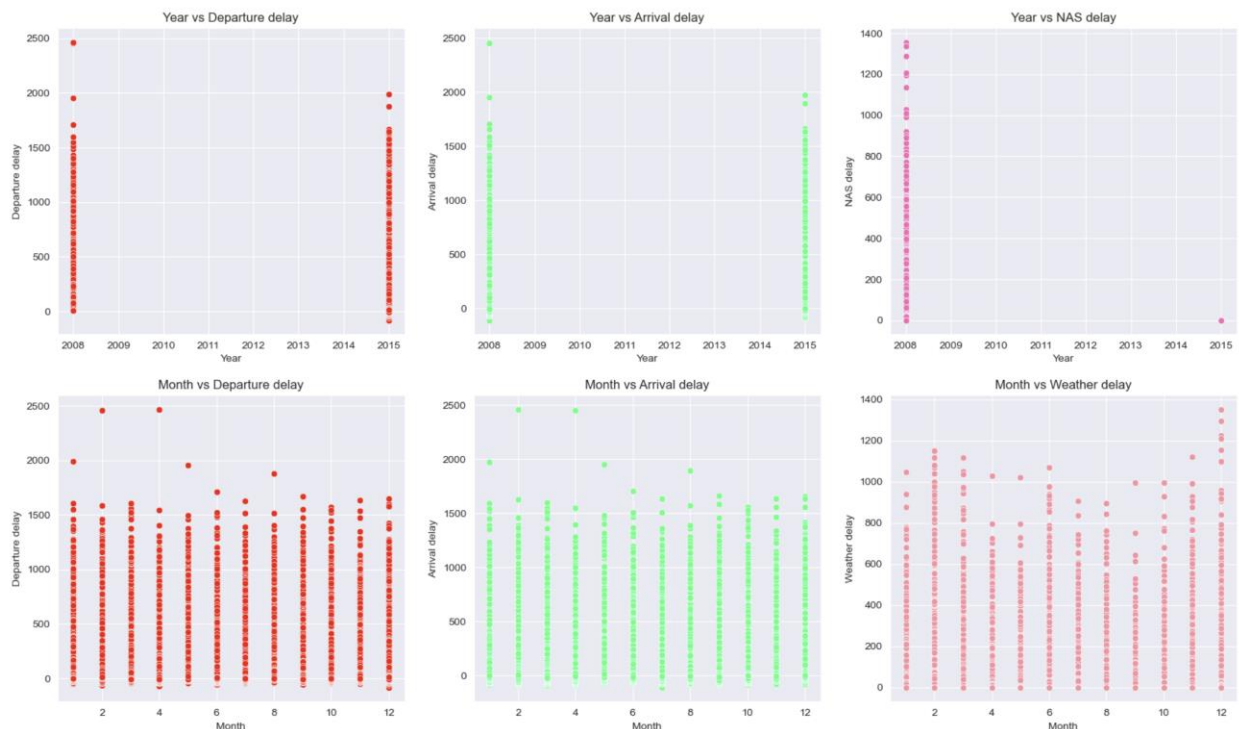 Year vs Departure delay
2500
2000
1500
1000
500
0
Departure delay
2008 2009 2010 2011 2012 2013 2014 2015
Year
Year vs Arrival delay
2500
2000
1500
1000
500
0
Arrival delay
2008 2009 2010 2011 2012 2013 2014 2015
Year
Year vs NAS delay
1400
1200
1000
800
600
400
200
0
NAS delay
2008 2009 2010 2011 2012 2013 2014 2015
Year
Month vs Departure delay
2500
2000
1500
1000
500
0
Departure delay
2 4 6 8 10 12
Month
Month vs Arrival delay
2500
2000
1500
1000
500
0
Arrival delay
2 4 6 8 10 12
Month
Month vs Weather delay
1400
1200
1000
800
600
400
200
0
Weather delay
2 4 6 8 10 12
Month